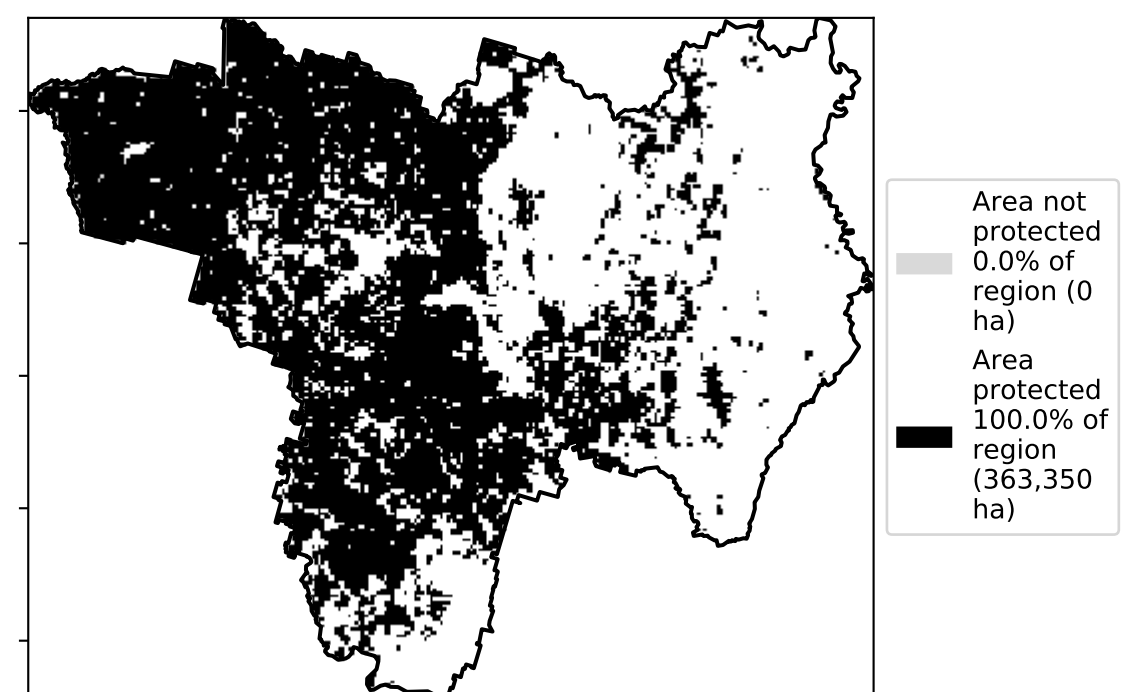 Area not
protected
0.0% of
region (0
ha)
Area
protected
100.0% of
region
(363,350
ha)